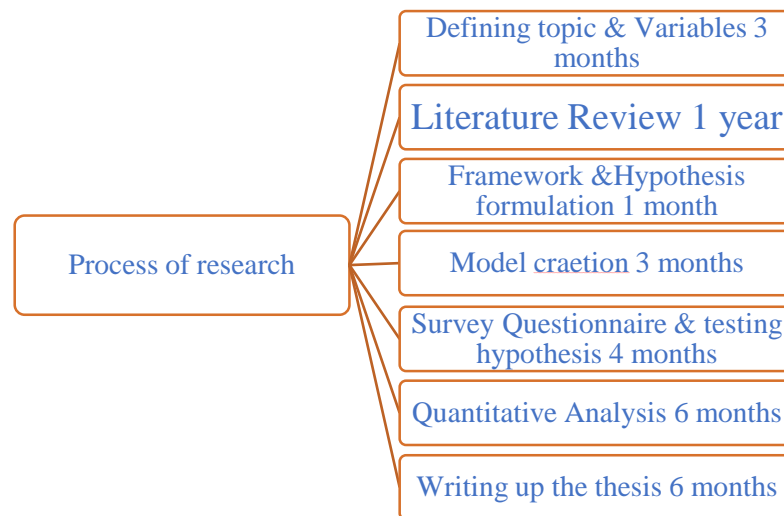 Defining topic & Variables 3
months
Literature Review 1 year
Framework &Hypothesis
formulation 1 month
Process of research
Model craetion 3 months
Survey Questionnaire & testing
hypothesis 4 months
Quantitative Analysis 6 months
Writing up the thesis 6 months